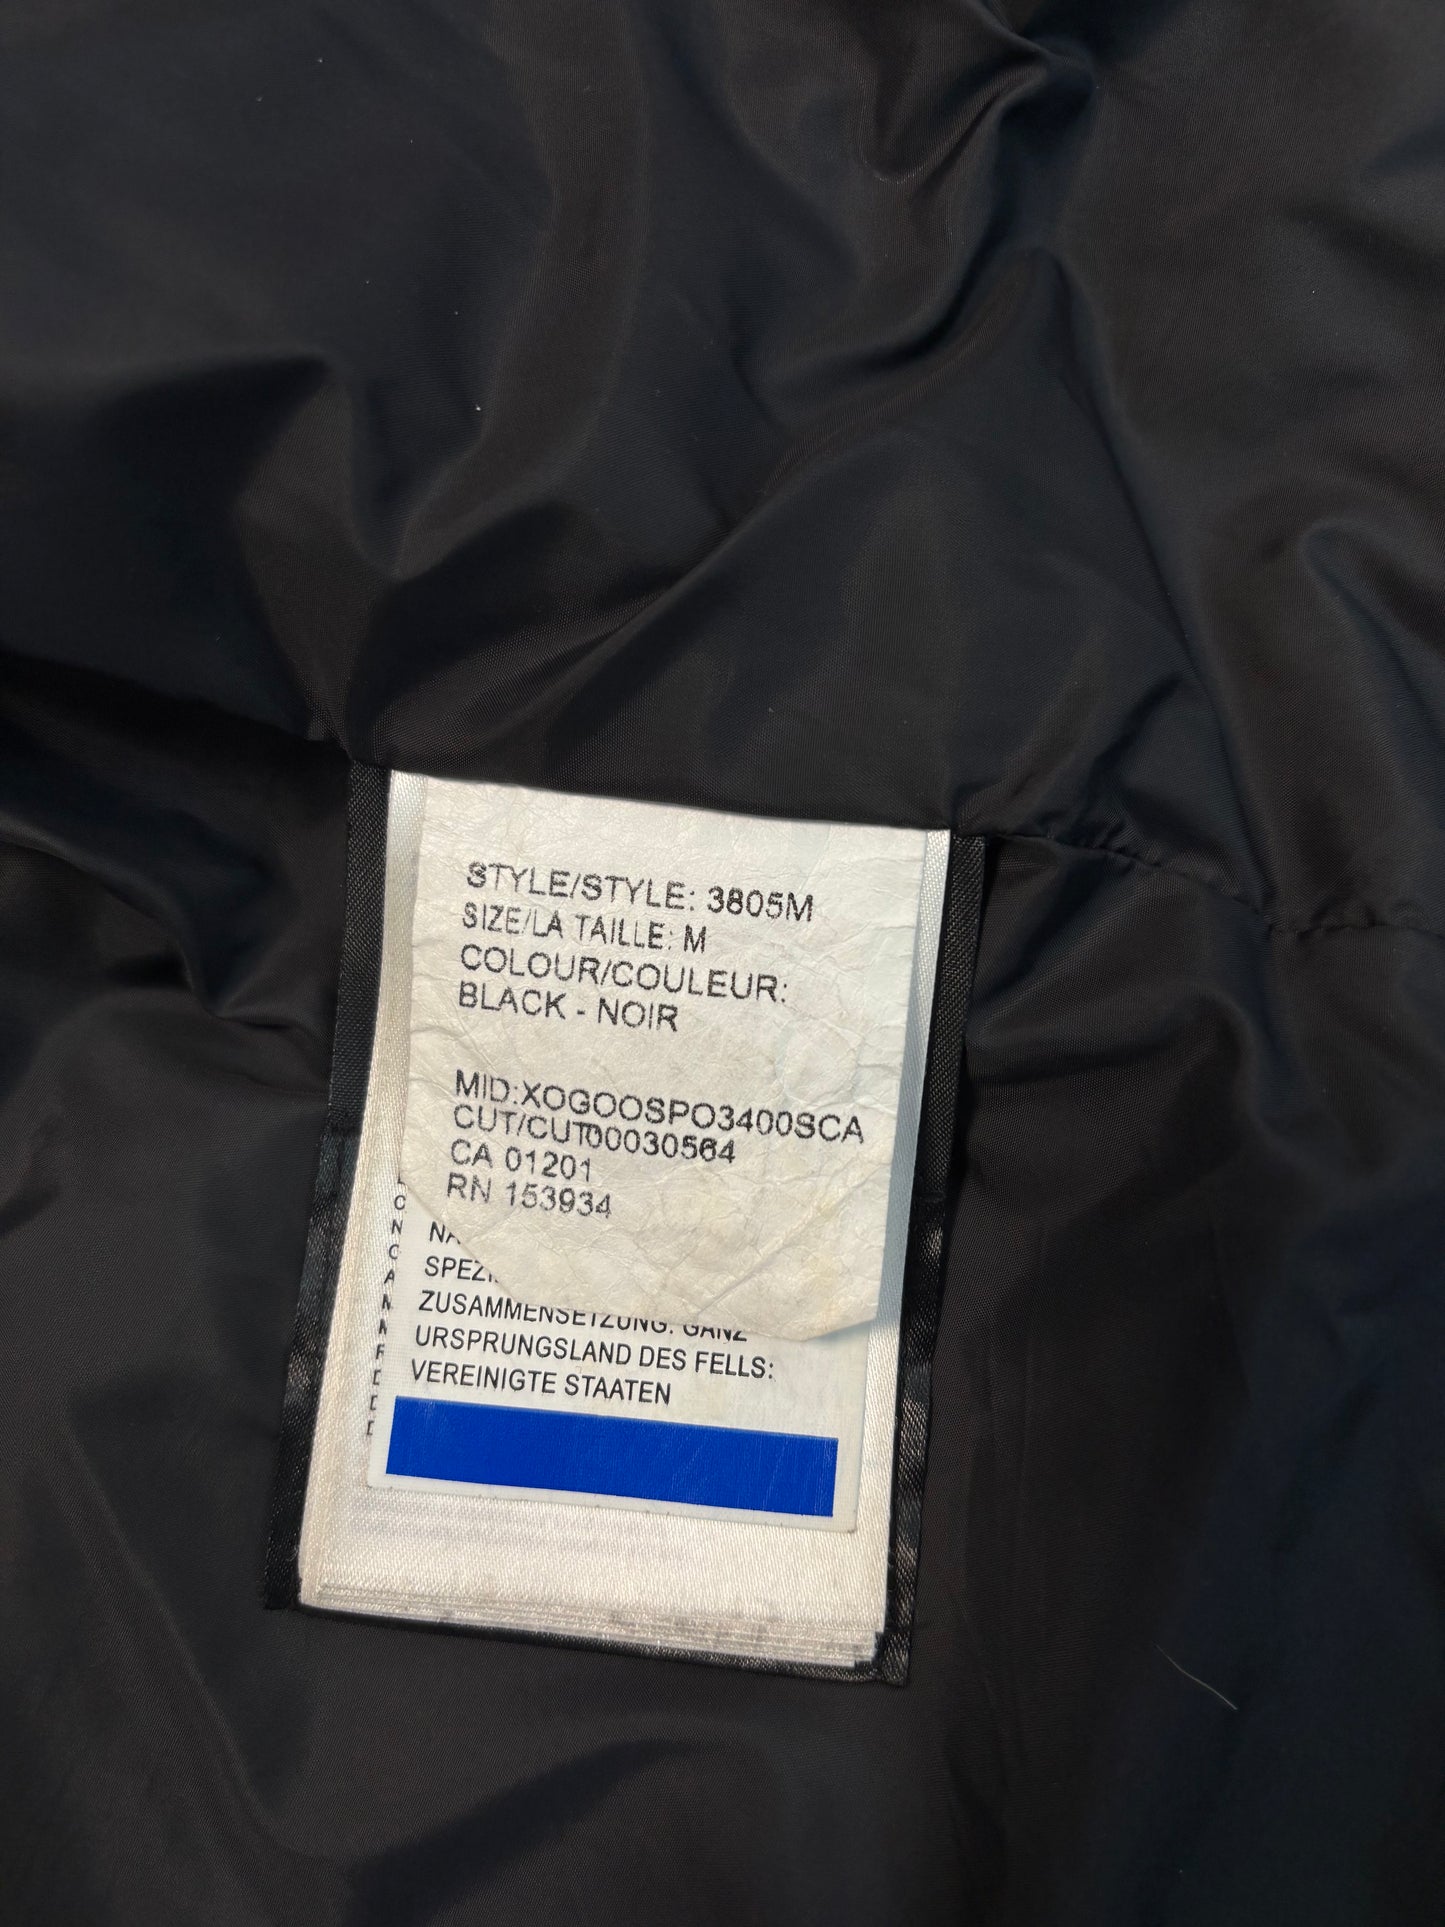 STYLE/STYLE: 3805M
SIZE/LA TAILLE: M
COLOUR/COULEUR:
BLACK - NOIR
MID:XOGOOSPO3400SCA
CUT/CUT00030564
CA 01201
RN 153934
ZUSAMMENSETZUNG: GANZ
URSPRUNGSLAND DES FELLS:
VEREINIGTE STAATEN